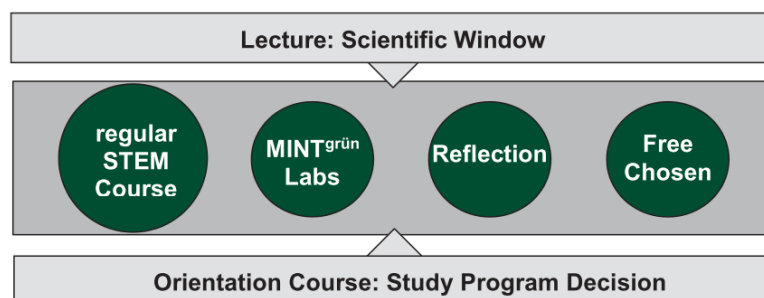 Lecture: Scientific Window
regular
STEM
Course
MINTgrün
Labs
Reflection
Free
Chosen
Orientation Course: Study Program Decision